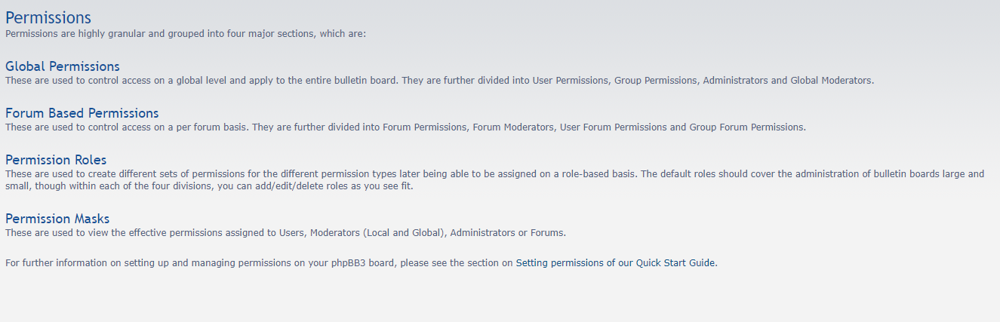 Permissions
Permissions are highly granular and grouped into four major sections, which are:
Global Permissions
These are used to control access on a global level and apply to the entire bulletin board. They are further divided into User Permissions, Group Permissions, Administrators and Global Moderators.
Forum Based Permissions
These are used to control access on a per forum basis. They are further divided into Forum Permissions, Forum Moderators, User Forum Permissions and Group Forum Permissions.
Permission Roles
These are used to create different sets of permissions for the different permission types later being able to be assigned on a role-based basis. The default roles should cover the administration of bulletin boards large and
small, though within each of the four divisions, you can add/edit/delete roles as you see fit.
Permission Masks
These are used to view the effective permissions assigned to Users, Moderators (Local and Global), Administrators or Forums.
For further information on setting up and managing permissions on your phpBB3 board, please see the section on Setting permissions of our Quick Start Guide.